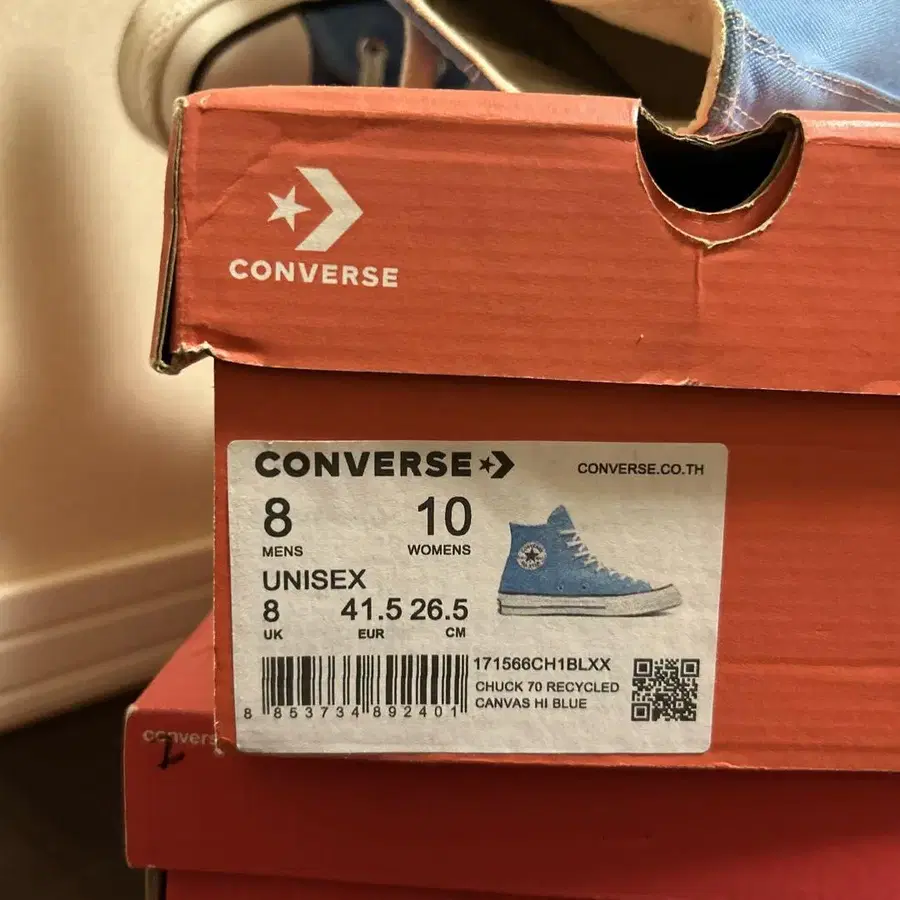 CONVERSE
CONVERSE
CONVERSE.CO.TH
8 10
MENS WOMENS
UNISEX
8 41.5 26.5
UK EUR CM
171566CH1BLXX
CHUCK 70 RECYCLED
CANVAS HI BLUE
8 853734 892401
convers